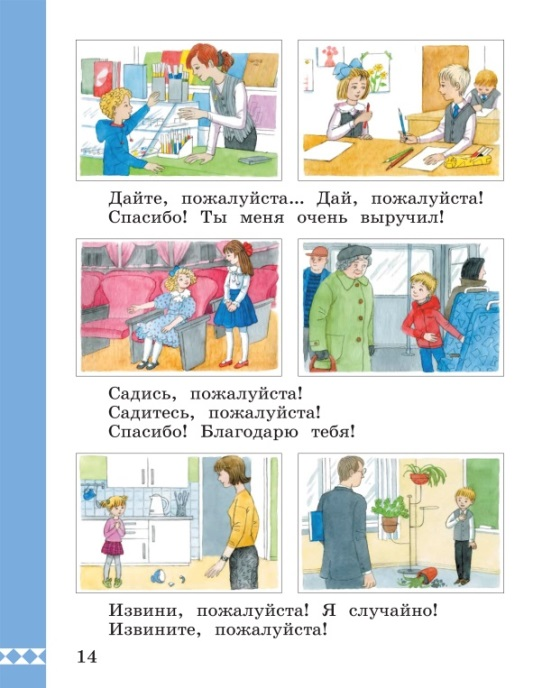 Дайте, пожалуйста... Дай, пожалуйста!
Спасибо! Ты меня очень выручил!
Садись, пожалуйста!
Садитесь, пожалуйста!
Спасибо! Благодарю тебя!
Извини, пожалуйста! Я случайно!
Извините, пожалуйста!
14